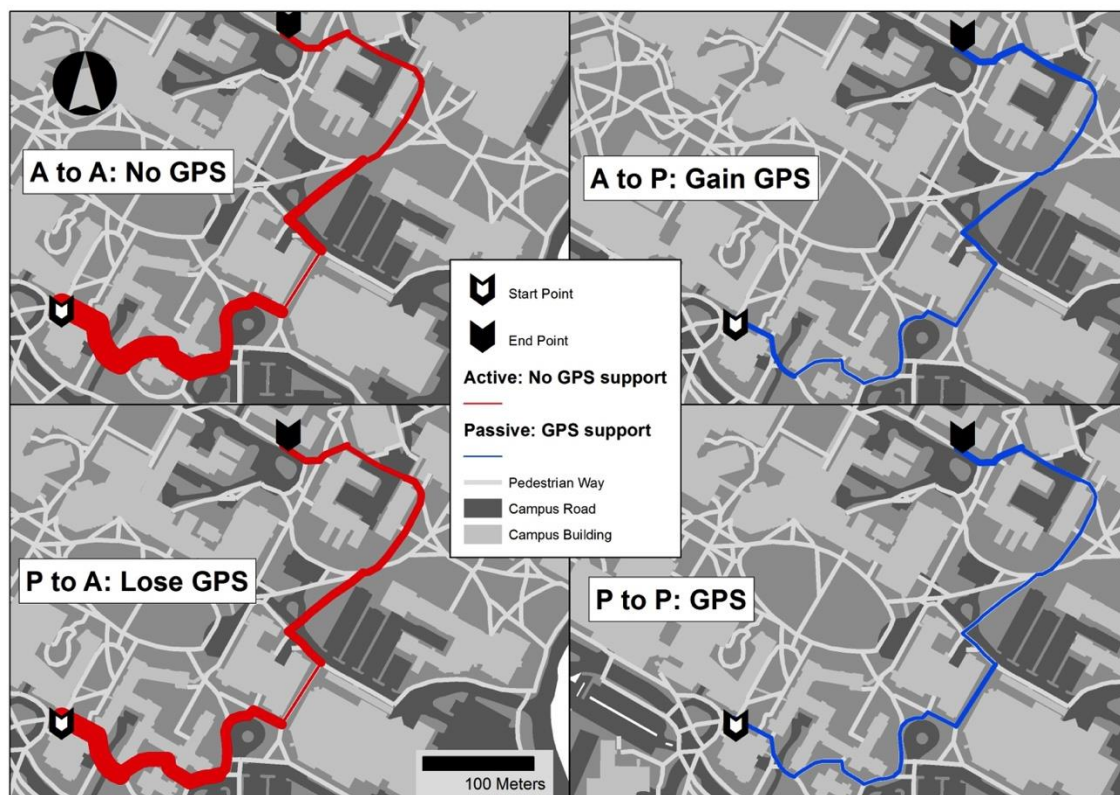 A to A: No GPS
A to P: Gain GPS
Start Point
End Point
Active: No GPS support
Passive: GPS support
Pedestrian Way
Campus Road
Campus Building
P to A: Lose GPS
P to P: GPS
100 Meters